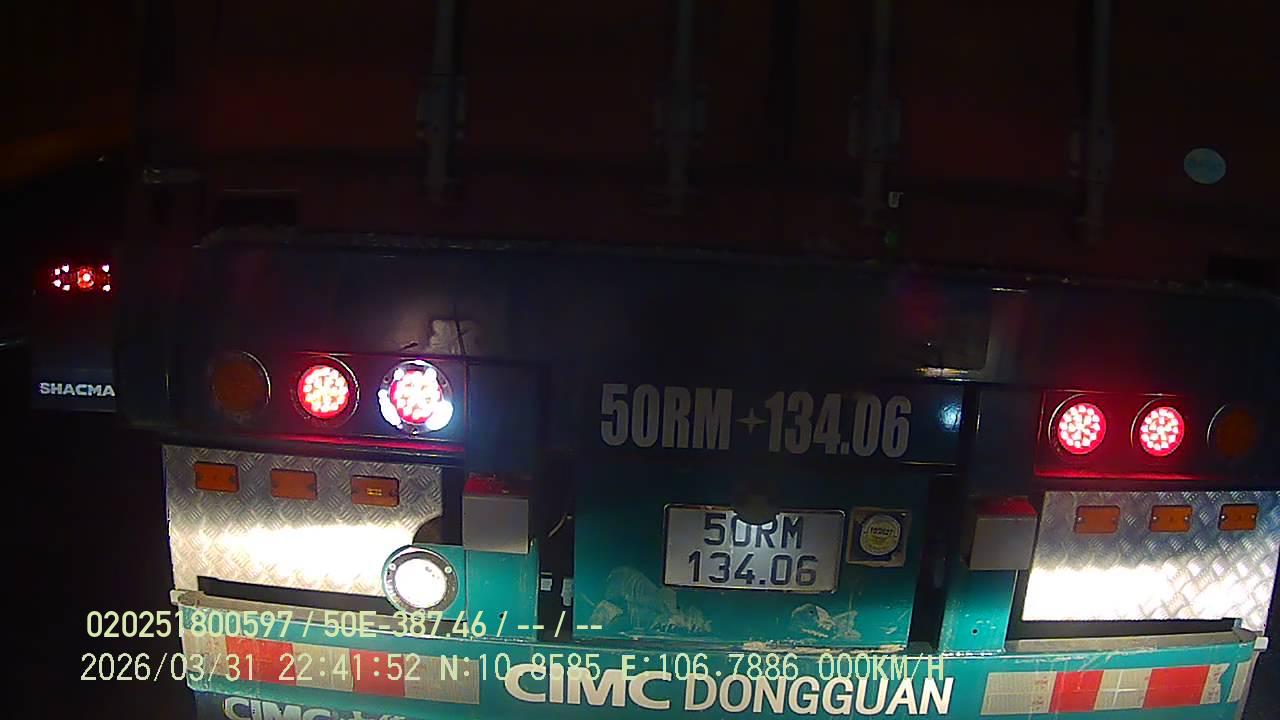 SHACMA
50RM 134.06
50RM
134.06
020251800597 / 50E-387.46 / -- / --
2026/03/31 22:41:52 N:10.8585 E:106.7886 000KM/H
CIMC DONGGUAN
CIMC